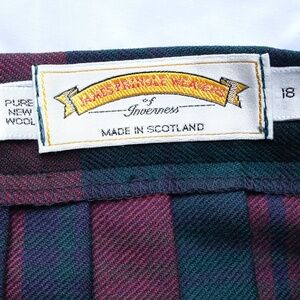 JAMES PRINGLE WEAVERS
of
Inverness
MADE IN SCOTLAND
PURE
NEW
WOOL
18